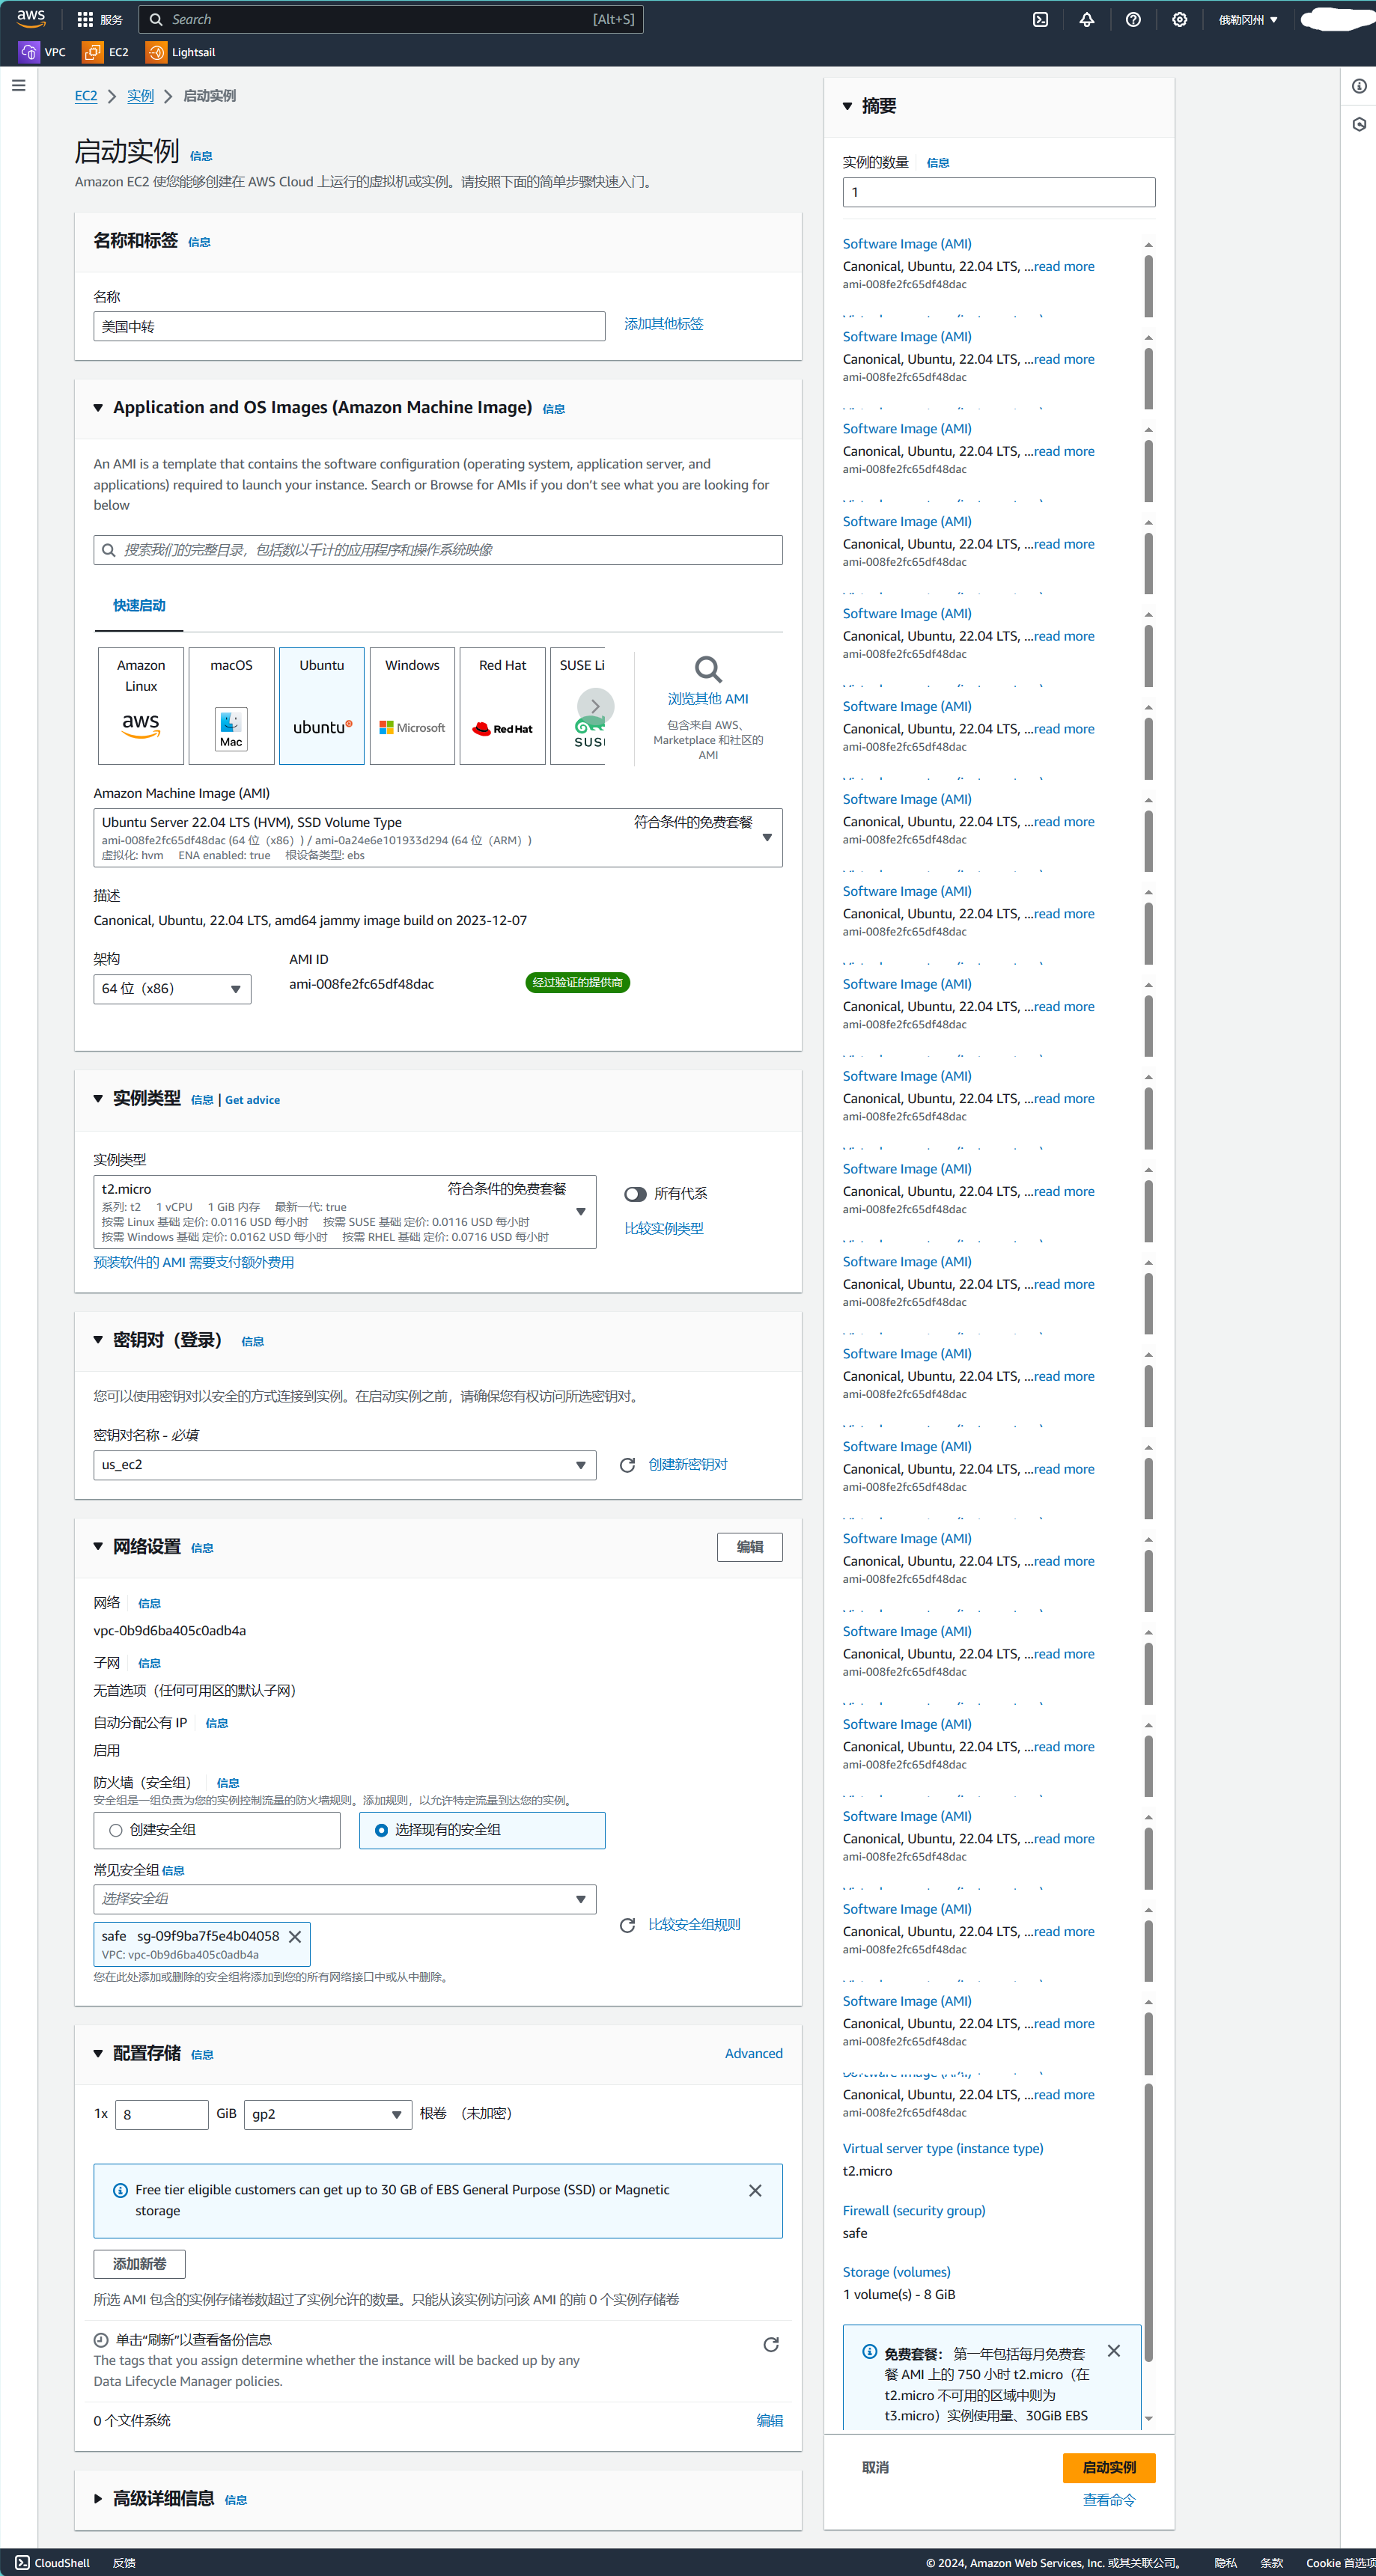 aws
服务
Search
[Alt+S]
俄勒冈州
VPC
EC2
Lightsail
EC2
实例
启动实例
启动实例 信息
Amazon EC2 使您能够创建在 AWS Cloud 上运行的虚拟机或实例。请按照下面的简单步骤快速入门。
名称和标签 信息
名称
美国中转
添加其他标签
Application and OS Images (Amazon Machine Image) 信息
An AMI is a template that contains the software configuration (operating system, application server, and
applications) required to launch your instance. Search or Browse for AMIs if you don’t see what you are looking for
below
搜索我们的完整目录，包括数以千计的应用程序和操作系统映像
快速启动
Amazon
Linux
aws
macOS
Mac
Ubuntu
ubuntu
Windows
Microsoft
Red Hat
Red Hat
SUSE Li
SUS
浏览其他 AMI
包含来自 AWS、
Marketplace 和社区的
AMI
Amazon Machine Image (AMI)
Ubuntu Server 22.04 LTS (HVM), SSD Volume Type
符合条件的免费套餐
ami-008fe2fc65df48dac (64 位（x86）) / ami-0a24e6e101933d294 (64 位（ARM）)
虚拟化: hvm ENA enabled: true 根设备类型: ebs
描述
Canonical, Ubuntu, 22.04 LTS, amd64 jammy image build on 2023-12-07
架构
AMI ID
64 位（x86）
ami-008fe2fc65df48dac
经过验证的提供商
实例类型 信息 | Get advice
实例类型
t2.micro
符合条件的免费套餐
系列: t2 1 vCPU 1 GiB 内存 最新一代: true
按需 Linux 基础 定价: 0.0116 USD 每小时 按需 SUSE 基础 定价: 0.0116 USD 每小时
按需 Windows 基础 定价: 0.0162 USD 每小时 按需 RHEL 基础 定价: 0.0716 USD 每小时
所有代系
比较实例类型
预装软件的 AMI 需要支付额外费用
密钥对（登录） 信息
您可以使用密钥对以安全的方式连接到实例。在启动实例之前，请确保您有权访问所选密钥对。
密钥对名称 - 必填
us_ec2
创建新密钥对
网络设置 信息
编辑
网络 信息
vpc-0b9d6ba405c0adb4a
子网 信息
无首选项（任何可用区的默认子网）
自动分配公有 IP 信息
启用
防火墙（安全组） 信息
安全组是一组负责为您的实例控制流量的防火墙规则。添加规则，以允许特定流量到达您的实例。
创建安全组
选择现有的安全组
常见安全组 信息
选择安全组
safe sg-09f9ba7f5e4b04058
VPC: vpc-0b9d6ba405c0adb4a
比较安全组规则
您在此处添加或删除的安全组将添加到您的所有网络接口中或从中删除。
配置存储 信息
Advanced
1x 8 GiB gp2 根卷 （未加密）
Free tier eligible customers can get up to 30 GB of EBS General Purpose (SSD) or Magnetic
storage
添加新卷
所选 AMI 包含的实例存储卷数超过了实例允许的数量。只能从该实例访问该 AMI 的前 0 个实例存储卷
单击“刷新”以查看备份信息
The tags that you assign determine whether the instance will be backed up by any
Data Lifecycle Manager policies.
0 个文件系统
编辑
高级详细信息 信息
摘要
实例的数量 信息
1
Software Image (AMI)
Canonical, Ubuntu, 22.04 LTS, ...read more
ami-008fe2fc65df48dac
Software Image (AMI)
Canonical, Ubuntu, 22.04 LTS, ...read more
ami-008fe2fc65df48dac
Software Image (AMI)
Canonical, Ubuntu, 22.04 LTS, ...read more
ami-008fe2fc65df48dac
Software Image (AMI)
Canonical, Ubuntu, 22.04 LTS, ...read more
ami-008fe2fc65df48dac
Software Image (AMI)
Canonical, Ubuntu, 22.04 LTS, ...read more
ami-008fe2fc65df48dac
Software Image (AMI)
Canonical, Ubuntu, 22.04 LTS, ...read more
ami-008fe2fc65df48dac
Software Image (AMI)
Canonical, Ubuntu, 22.04 LTS, ...read more
ami-008fe2fc65df48dac
Software Image (AMI)
Canonical, Ubuntu, 22.04 LTS, ...read more
ami-008fe2fc65df48dac
Software Image (AMI)
Canonical, Ubuntu, 22.04 LTS, ...read more
ami-008fe2fc65df48dac
Software Image (AMI)
Canonical, Ubuntu, 22.04 LTS, ...read more
ami-008fe2fc65df48dac
Software Image (AMI)
Canonical, Ubuntu, 22.04 LTS, ...read more
ami-008fe2fc65df48dac
Software Image (AMI)
Canonical, Ubuntu, 22.04 LTS, ...read more
ami-008fe2fc65df48dac
Software Image (AMI)
Canonical, Ubuntu, 22.04 LTS, ...read more
ami-008fe2fc65df48dac
Software Image (AMI)
Canonical, Ubuntu, 22.04 LTS, ...read more
ami-008fe2fc65df48dac
Software Image (AMI)
Canonical, Ubuntu, 22.04 LTS, ...read more
ami-008fe2fc65df48dac
Software Image (AMI)
Canonical, Ubuntu, 22.04 LTS, ...read more
ami-008fe2fc65df48dac
Software Image (AMI)
Canonical, Ubuntu, 22.04 LTS, ...read more
ami-008fe2fc65df48dac
Software Image (AMI)
Canonical, Ubuntu, 22.04 LTS, ...read more
ami-008fe2fc65df48dac
Software Image (AMI)
Canonical, Ubuntu, 22.04 LTS, ...read more
ami-008fe2fc65df48dac
Software Image (AMI)
Canonical, Ubuntu, 22.04 LTS, ...read more
ami-008fe2fc65df48dac
Canonical, Ubuntu, 22.04 LTS, ...read more
ami-008fe2fc65df48dac
Virtual server type (instance type)
t2.micro
Firewall (security group)
safe
Storage (volumes)
1 volume(s) - 8 GiB
免费套餐： 第一年包括每月免费套
餐 AMI 上的 750 小时 t2.micro（在
t2.micro 不可用的区域中则为
t3.micro）实例使用量、30GiB EBS
取消
启动实例
查看命令
CloudShell
反馈
© 2024, Amazon Web Services, Inc. 或其关联公司。
隐私
条款
Cookie 首选项